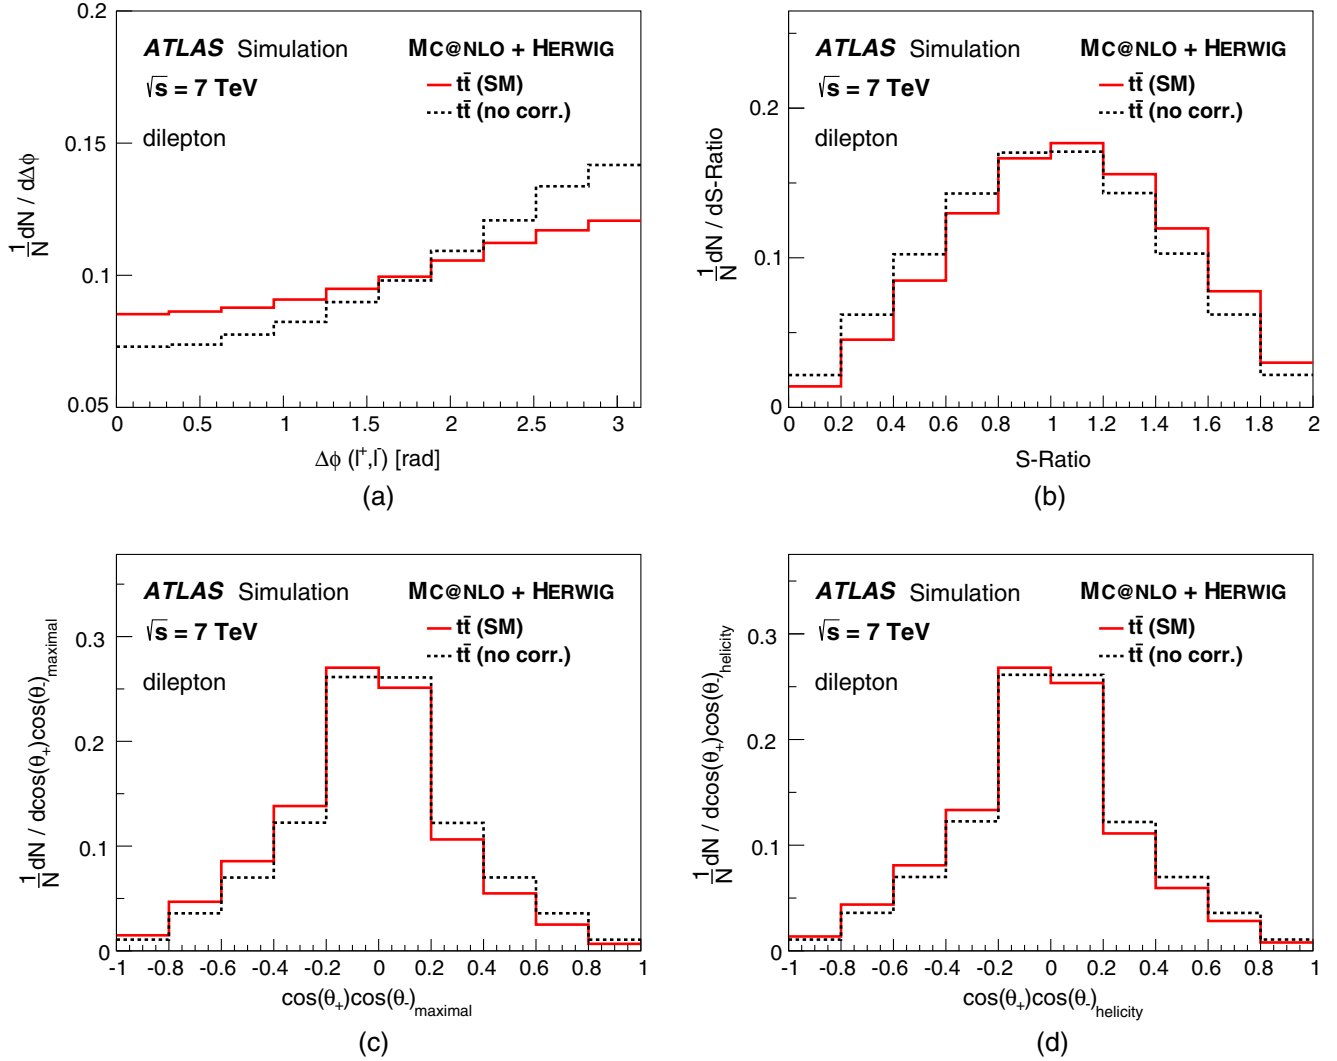 0.2
ATLAS Simulation
MC@NLO + HERWIG
√s = 7 TeV
tt̄ (SM)
tt̄ (no corr.)
dilepton
0.15
0.1
0.05
1/N dN / dΔϕ
0 0.5 1 1.5 2 2.5 3
Δϕ (l⁺,l⁻) [rad]
(a)
ATLAS Simulation
MC@NLO + HERWIG
√s = 7 TeV
tt̄ (SM)
tt̄ (no corr.)
dilepton
0.2
0.1
0
1/N dN / dS-Ratio
0 0.2 0.4 0.6 0.8 1 1.2 1.4 1.6 1.8 2
S-Ratio
(b)
ATLAS Simulation
MC@NLO + HERWIG
√s = 7 TeV
tt̄ (SM)
tt̄ (no corr.)
dilepton
0.3
0.2
0.1
0
1/N dN / dcos(θ₊)cos(θ₋)maximal
-1 -0.8 -0.6 -0.4 -0.2 0 0.2 0.4 0.6 0.8 1
cos(θ₊)cos(θ₋)maximal
(c)
ATLAS Simulation
MC@NLO + HERWIG
√s = 7 TeV
tt̄ (SM)
tt̄ (no corr.)
dilepton
0.3
0.2
0.1
0
1/N dN / dcos(θ₊)cos(θ₋)helicity
-1 -0.8 -0.6 -0.4 -0.2 0 0.2 0.4 0.6 0.8 1
cos(θ₊)cos(θ₋)helicity
(d)